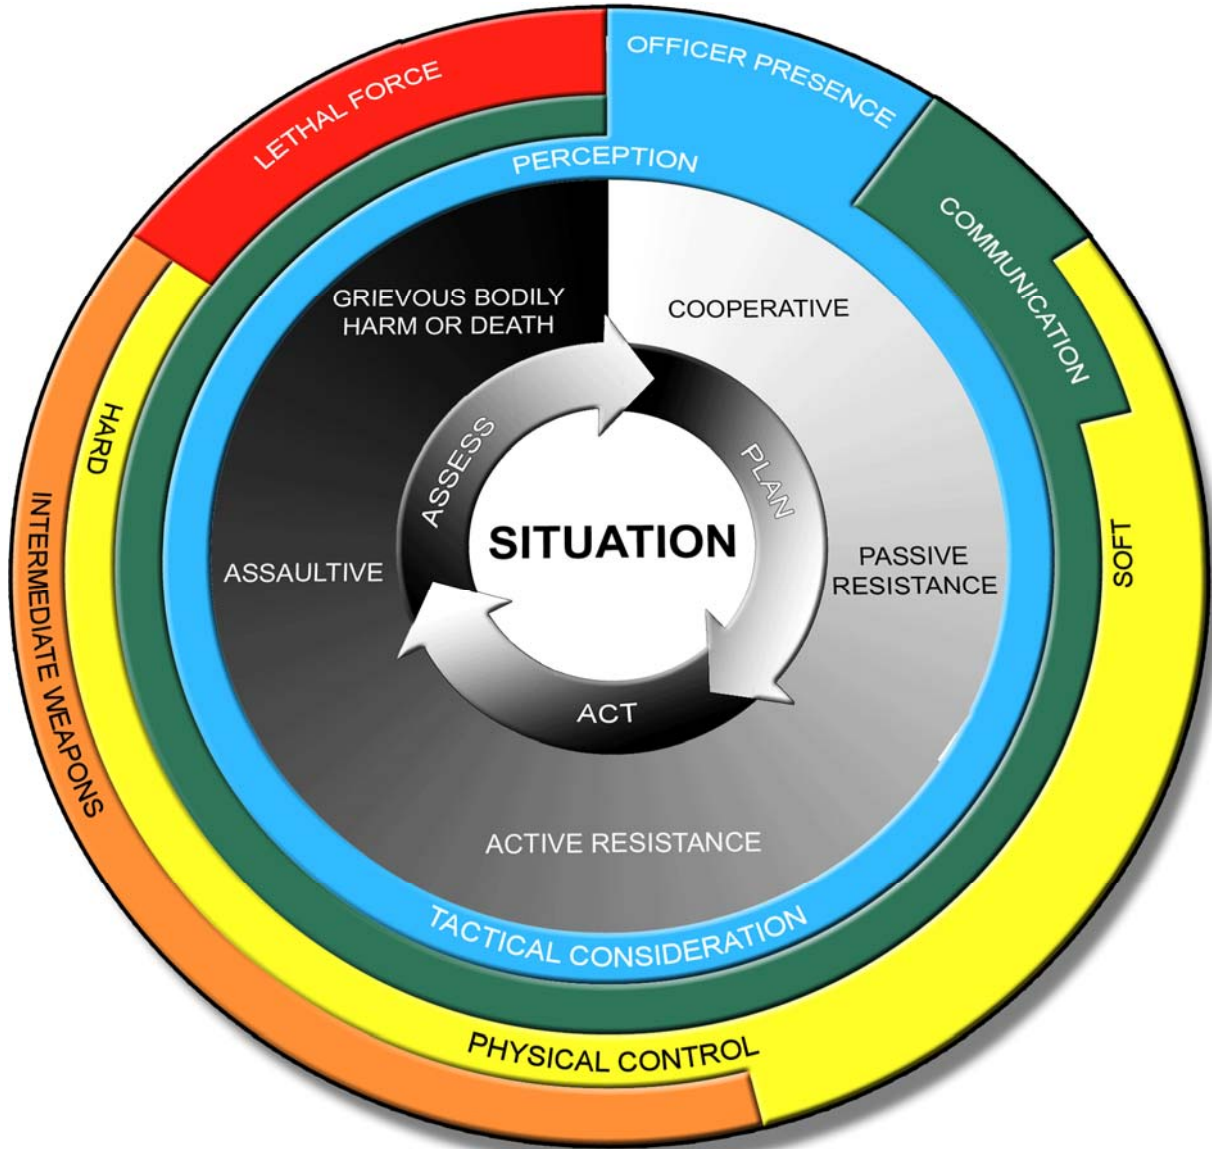 OFFICER PRESENCE
LETHAL FORCE
PERCEPTION
COMMUNICATION
GRIEVOUS BODILY
HARM OR DEATH
COOPERATIVE
HARD
ASSESS
PLAN
SITUATION
INTERMEDIATE WEAPONS
ASSAULTIVE
PASSIVE
RESISTANCE
SOFT
ACT
ACTIVE RESISTANCE
TACTICAL CONSIDERATION
PHYSICAL CONTROL